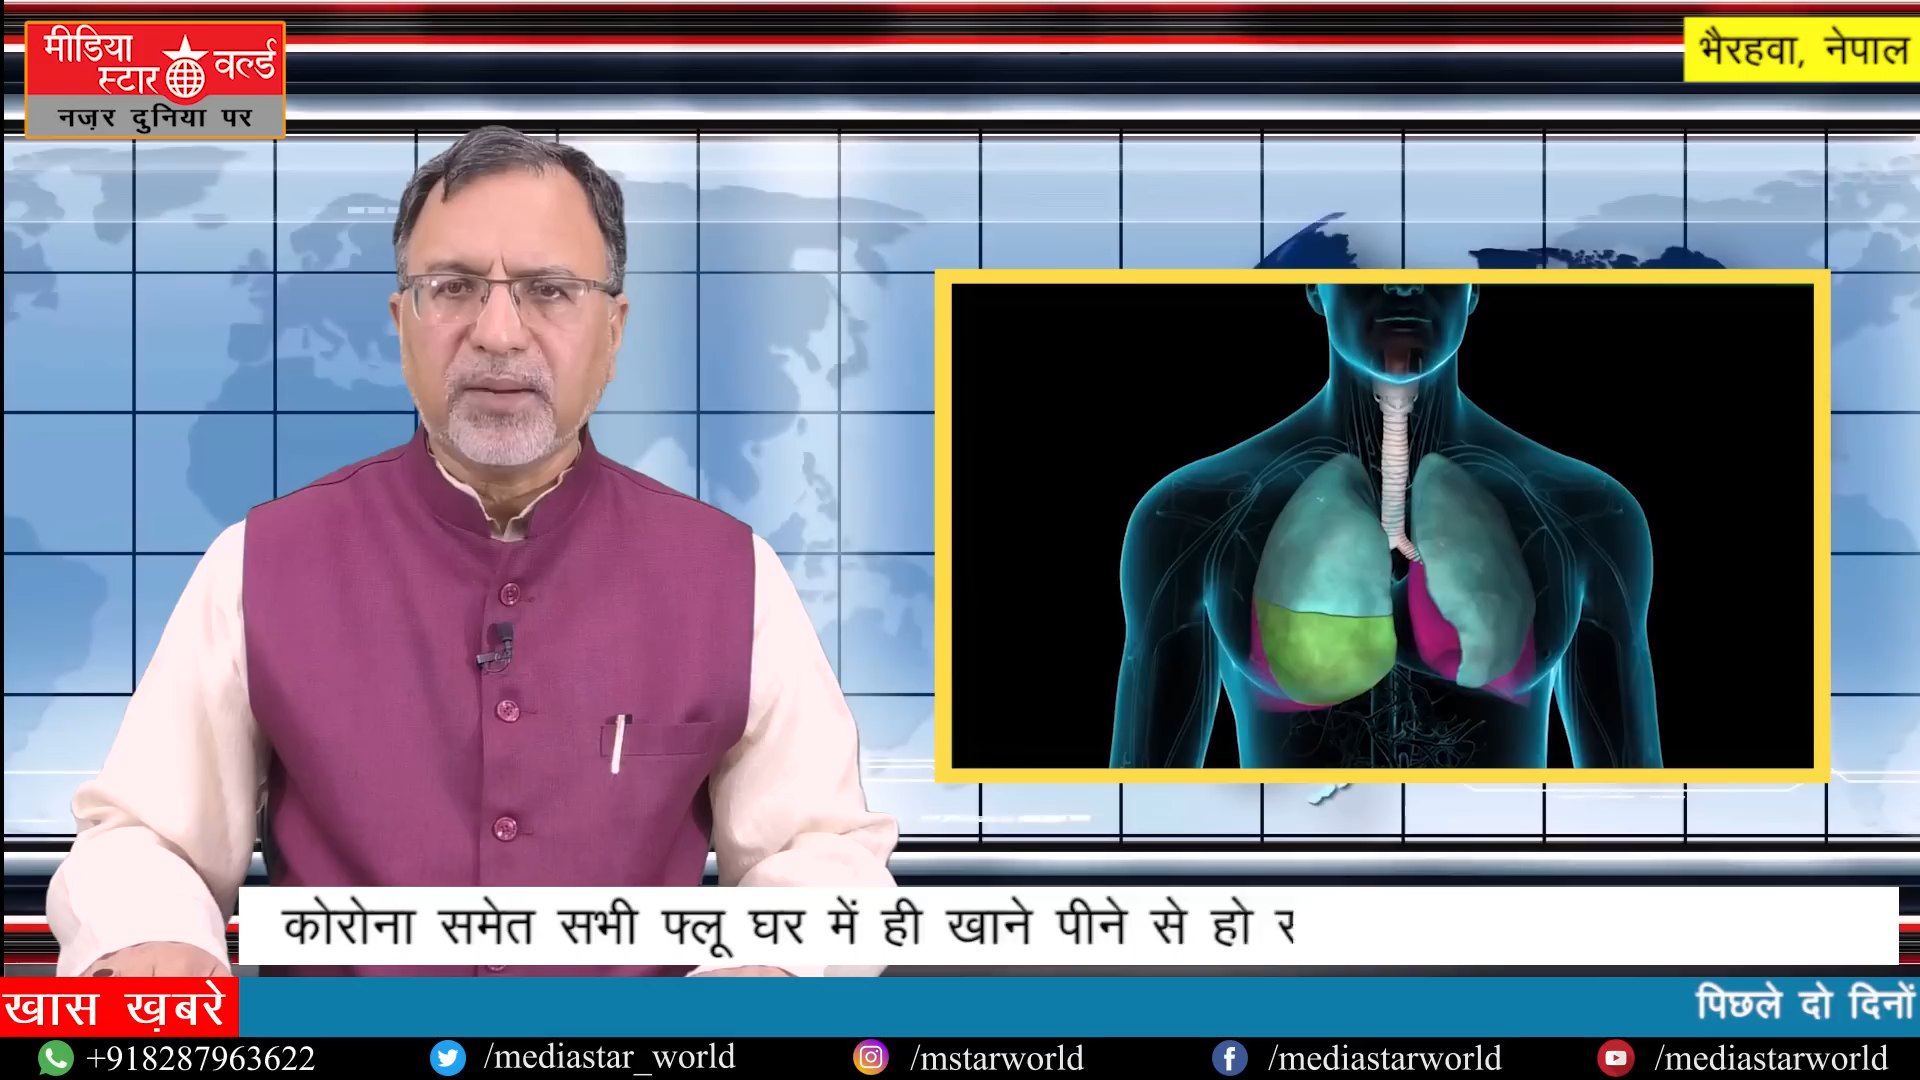 मीडिया
स्टार वर्ल्ड
नज़र दुनिया पर
भैरहवा, नेपाल
कोरोना समेत सभी फ्लू घर में ही खाने पीने से हो
खास ख़बरे
पिछले दो दिनों
+918287963622
/mediastar_world
/mstarworld
/mediastarworld
/mediastarworld